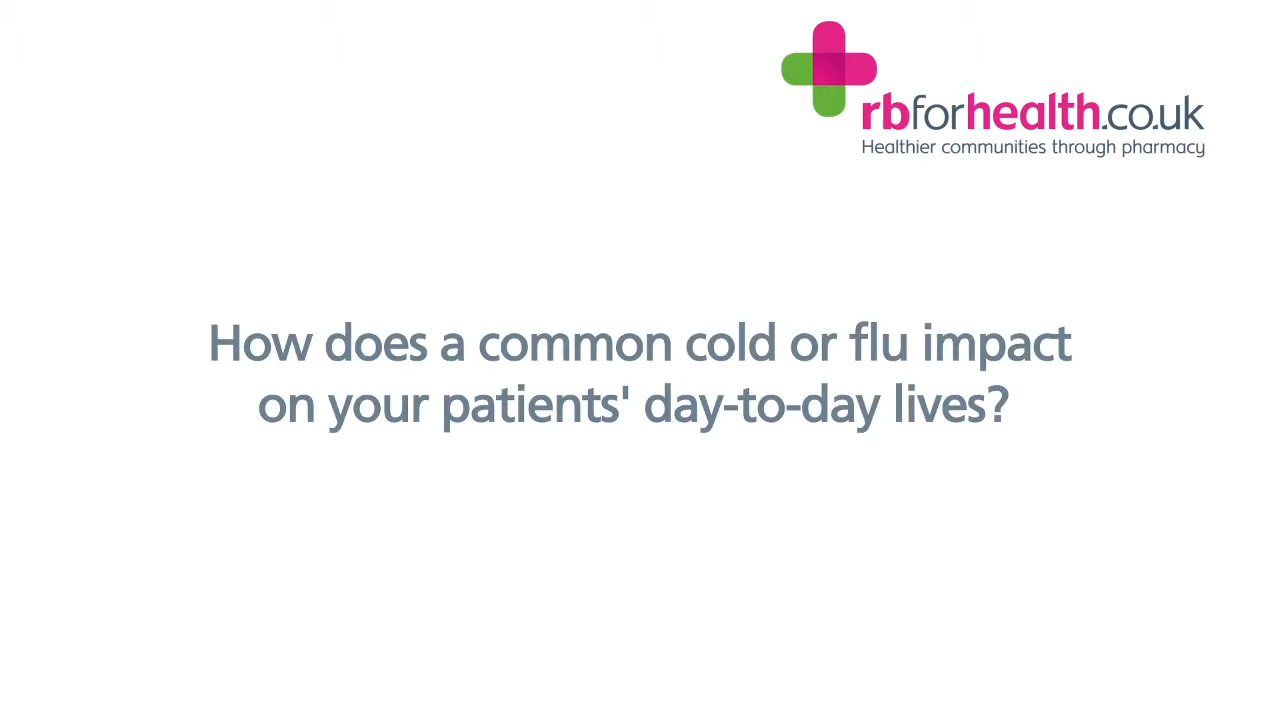 rbforhealth.co.uk
Healthier communities through pharmacy
How does a common cold or flu impact
on your patients' day-to-day lives?